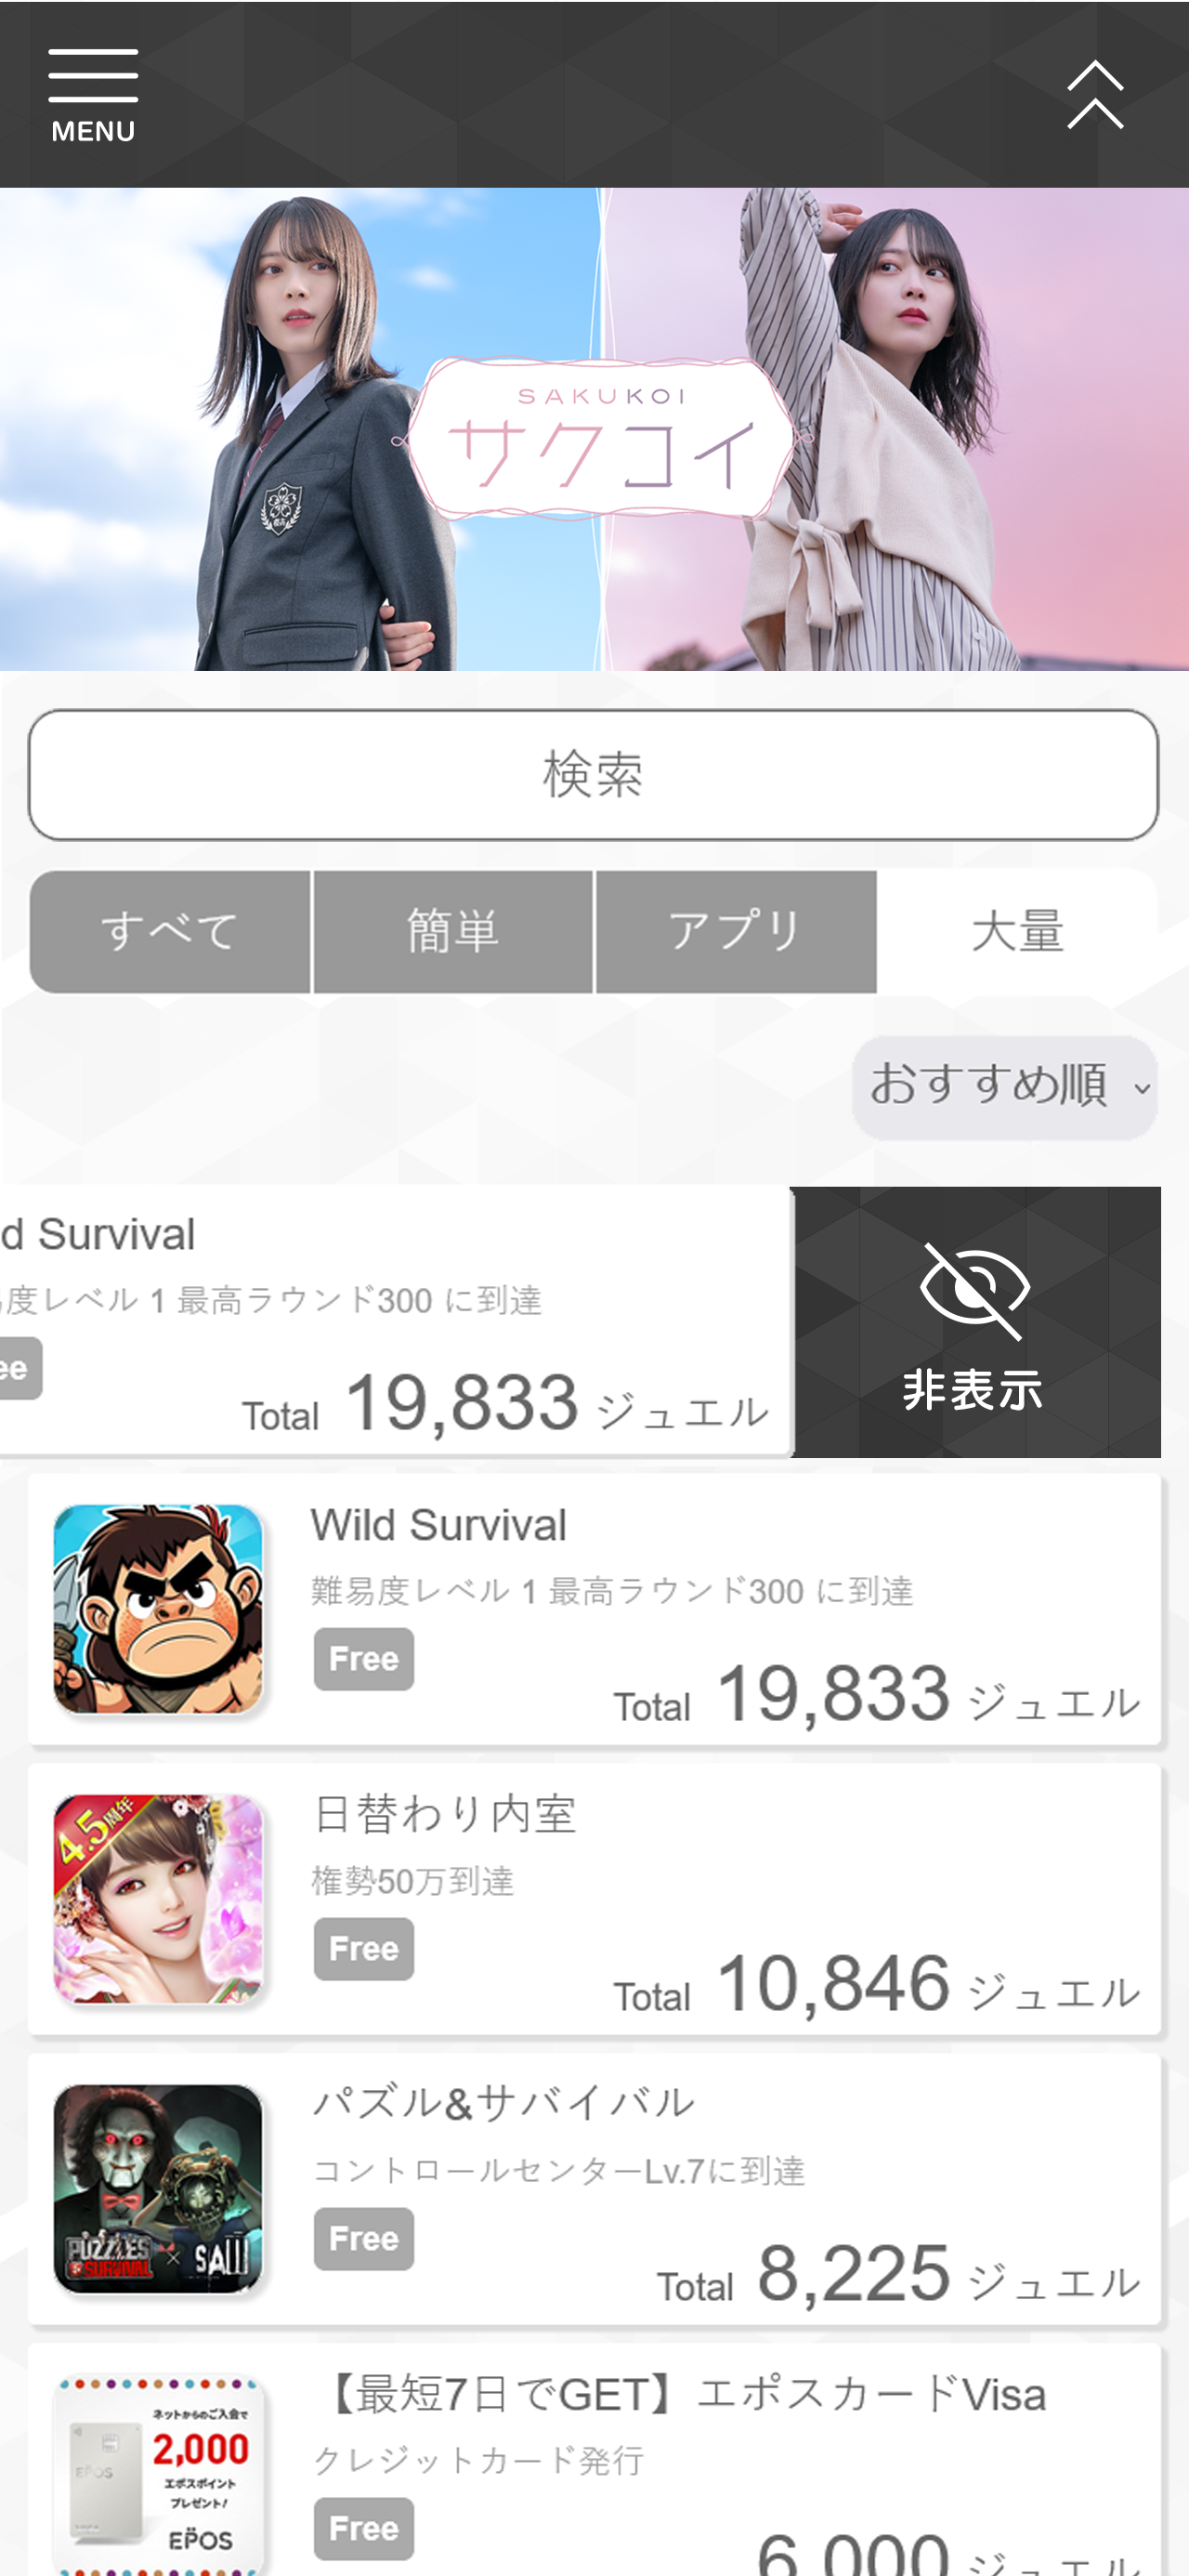 MENU
SAKUKOI
サクコイ
検索
すべて
簡単
アプリ
大量
おすすめ順
d Survival
度レベル 1 最高ラウンド300 に到達
ee
Total 19,833 ジュエル
非表示
Wild Survival
難易度レベル 1 最高ラウンド300 に到達
Free
Total 19,833 ジュエル
4.5周年
日替わり内室
権勢50万到達
Free
Total 10,846 ジュエル
パズル&サバイバル
コントロールセンターLv.7に到達
Free
PUZZLES & SURVIVAL × SAW
Total 8,225 ジュエル
【最短7日でGET】エポスカードVisa
クレジットカード発行
Free
ネットからのご入会で
2,000
エポスポイント
プレゼント!
EPOS
EPOS
6,000 ジュエル